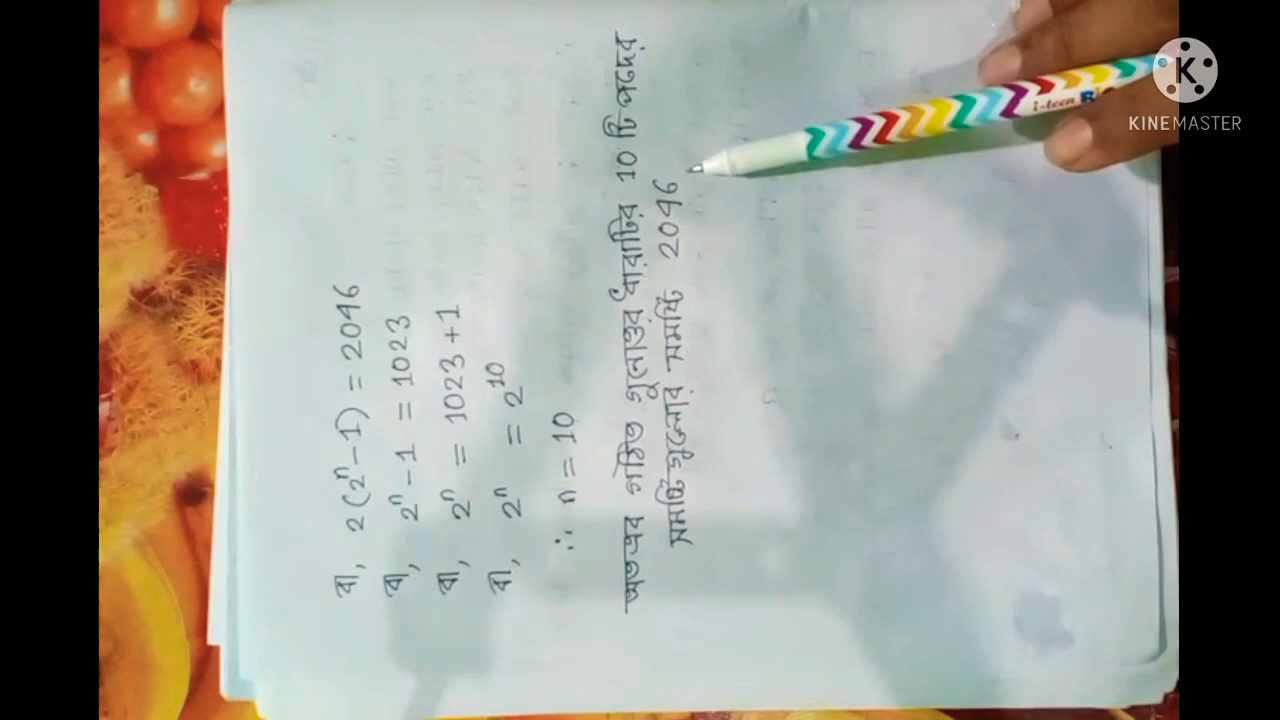 বা, 2(2ⁿ-1) = 2046
বা, 2ⁿ-1 = 1023
বা, 2ⁿ = 1023+1
বা, 2ⁿ = 2¹⁰
∴ n = 10
অতএব গঠিত গুনোত্তর ধারাটির 10 টি পদের
সমষ্টিগুলোর সমষ্টি 2046
i-teen
KINEMASTER